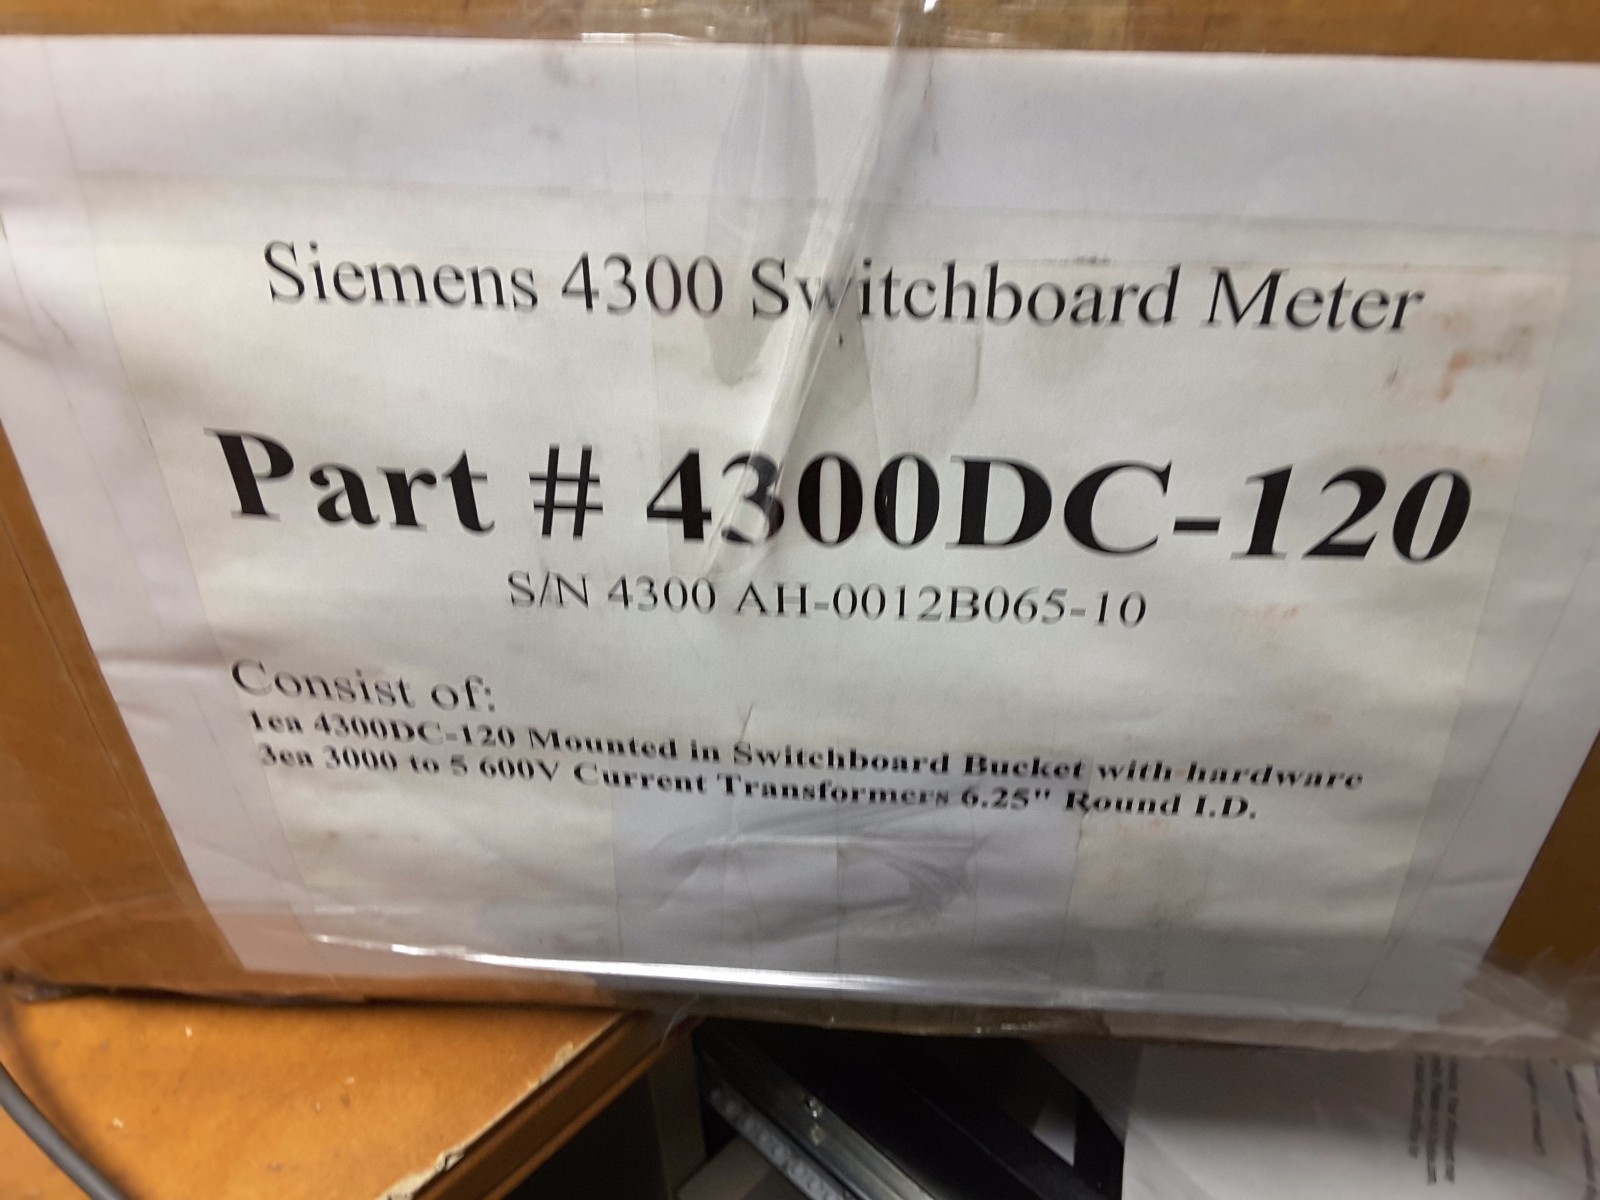 Siemens 4300 Switchboard Meter
Part # 4300DC-120
S/N 4300 AH-0012B065-10
Consist of:
1ea 4300DC-120 Mounted in Switchboard Bucket with hardware
3ea 3000 to 5 600V Current Transformers 6.25" Round I.D.